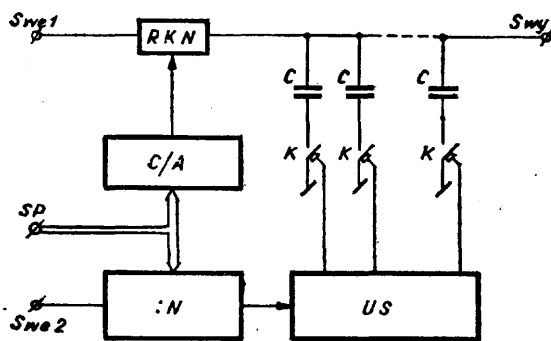 Swe1 RKN Swy
C C C
K K K
C/A
SP
:N US
Swe2